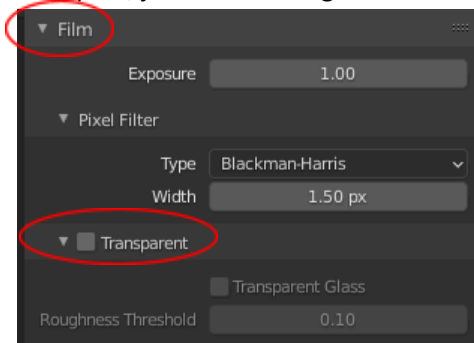 Film
Exposure 1.00
Pixel Filter
Type Blackman-Harris
Width 1.50 px
Transparent
Transparent Glass
Roughness Threshold 0.10